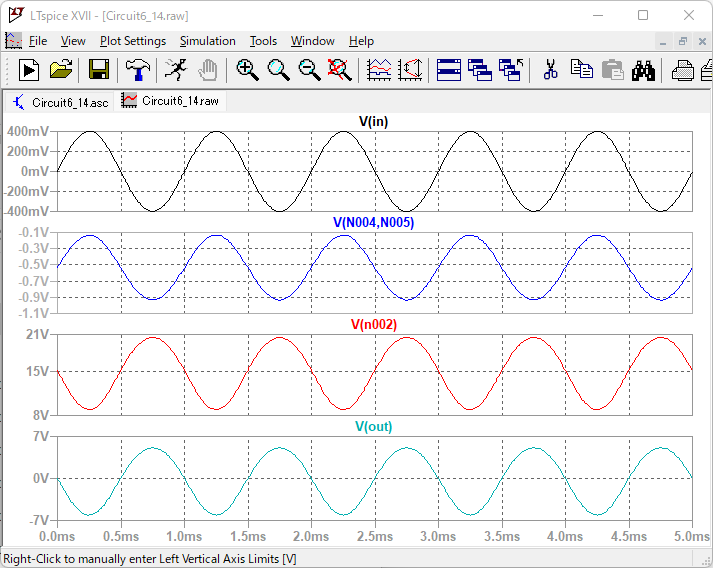 LTspice XVII - [Circuit6_14.raw]
File View Plot Settings Simulation Tools Window Help
Circuit6_14.asc Circuit6_14.raw
V(in)
400mV
200mV
0mV
-200mV
-400mV
V(N004,N005)
-0.1V
-0.3V
-0.5V
-0.7V
-0.9V
-1.1V
V(n002)
21V
15V
8V
V(out)
7V
0V
-7V
0.0ms 0.5ms 1.0ms 1.5ms 2.0ms 2.5ms 3.0ms 3.5ms 4.0ms 4.5ms 5.0ms
Right-Click to manually enter Left Vertical Axis Limits [V]